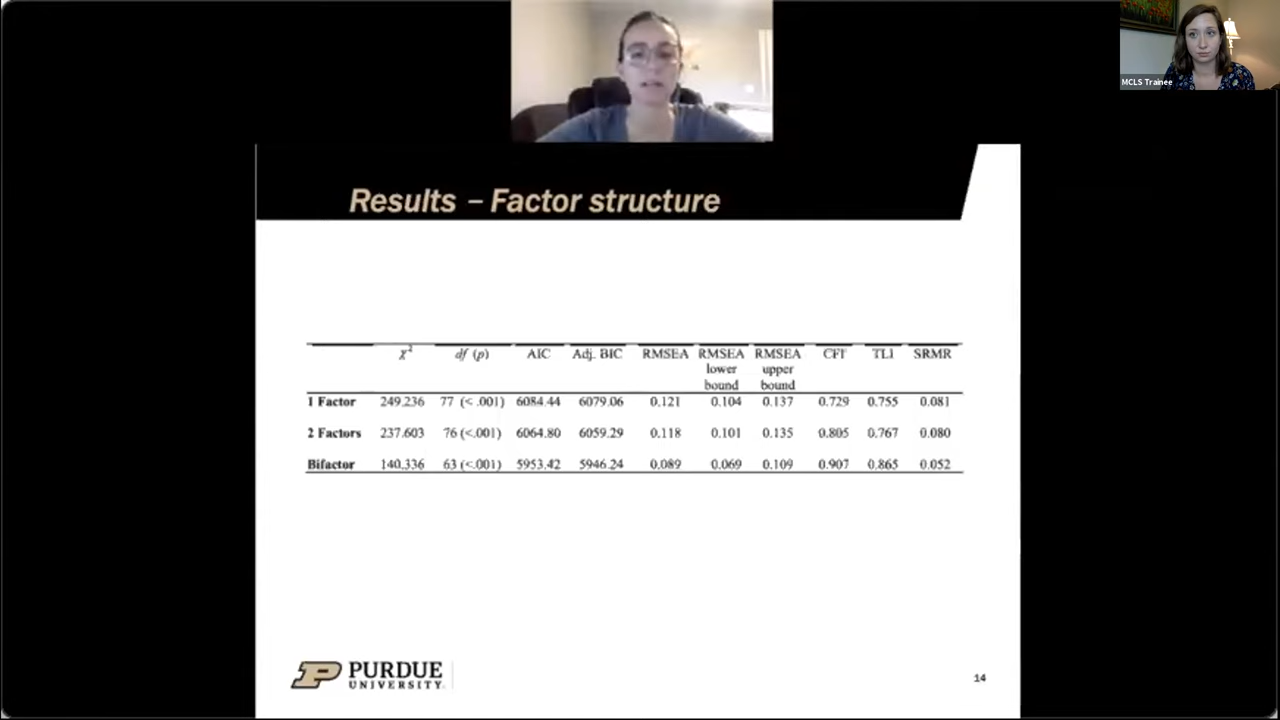 MCLS Trainee
Results – Factor structure
χ² df (p) AIC Adj. BIC RMSEA RMSEA lower bound RMSEA upper bound CFI TLI SRMR
1 Factor 249.236 77 (< .001) 6084.44 6079.06 0.121 0.104 0.137 0.729 0.755 0.081
2 Factors 237.603 76 (<.001) 6064.80 6059.29 0.118 0.101 0.135 0.805 0.767 0.080
Bifactor 140.336 63 (<.001) 5953.42 5946.24 0.089 0.069 0.109 0.907 0.865 0.052
PURDUE
UNIVERSITY
14